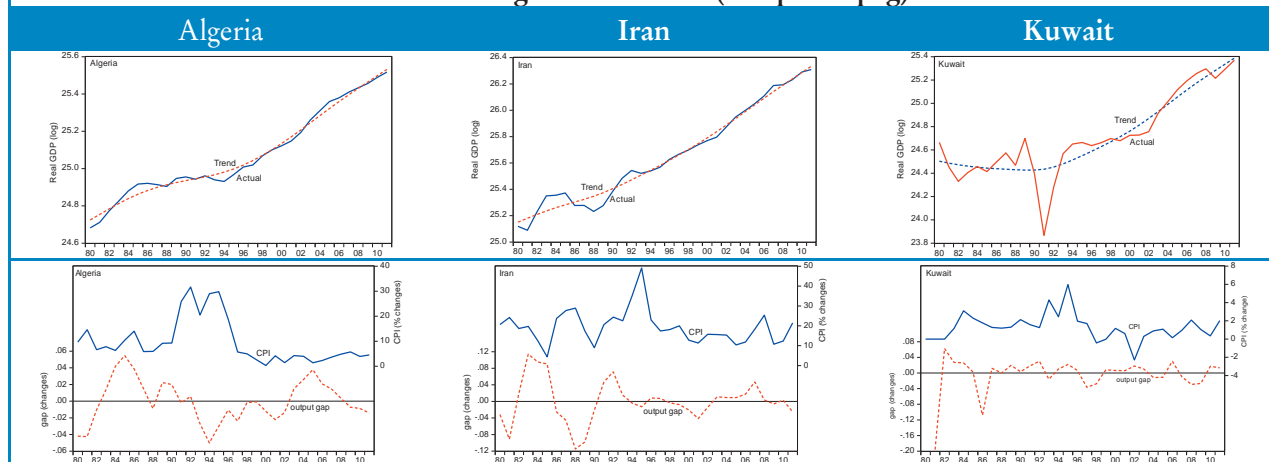 Algeria
Iran
Kuwait
Algeria
25.6
25.4
25.2
25.0
24.8
24.6
Real GDP (log)
Trend
Actual
80 82 84 86 88 90 92 94 96 98 00 02 04 06 08 10
Iran
26.4
26.2
26.0
25.8
25.6
25.4
25.2
25.0
Real GDP (log)
Trend
Actual
80 82 84 86 88 90 92 94 96 98 00 02 04 06 08 10
Kuwait
25.4
25.2
25.0
24.8
24.6
24.4
24.2
24.0
23.8
Real GDP (log)
Trend
Actual
80 82 84 86 88 90 92 94 96 98 00 02 04 06 08 10
Algeria
.06
.04
.02
.00
-.02
-.04
-.06
gap (changes)
CPI
output gap
40
30
20
10
0
CPI (% changes)
80 82 84 86 88 90 92 94 96 98 00 02 04 06 08 10
Iran
.12
.08
.04
.00
-.04
-.08
-.12
gap (changes)
CPI
output gap
50
40
30
20
10
0
CPI (% changes)
80 82 84 86 88 90 92 94 96 98 00 02 04 06 08 10
Kuwait
.08
.04
.00
-.04
-.08
-.12
-.16
-.20
gap (changes)
CPI
output gap
8
6
4
2
0
-2
-4
CPI (% change)
80 82 84 86 88 90 92 94 96 98 00 02 04 06 08 10